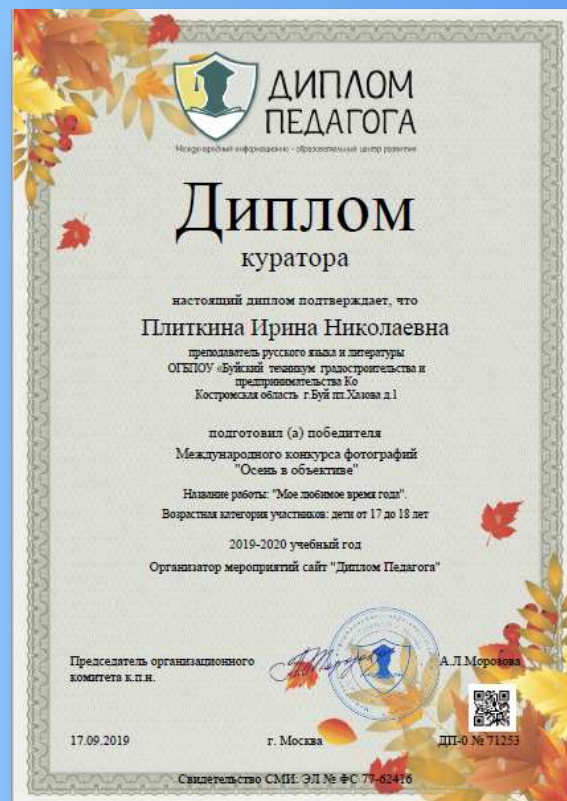 ДИПЛОМ
ПЕДАГОГА
Международный информационно - образовательный центр развития
Диплом
куратора
настоящий диплом подтверждает, что
Плиткина Ирина Николаевна
преподаватель русского языка и литературы
ОГБПОУ «Буйский техникум градостроительства и
предпринимательства Ко
Костромская область г.Буй пл.Хазова д.1
подготовил (а) победителя
Международного конкурса фотографий
"Осень в объективе"
Название работы: "Мое любимое время года".
Возрастная категория участников: дети от 17 до 18 лет
2019-2020 учебный год
Организатор мероприятий сайт "Диплом Педагога"
Председатель организационного
комитета к.п.н.
А.Л.Морозова
17.09.2019
г. Москва
ДП-0 № 71253
Свидетельство СМИ: ЭЛ № ФС 77-62416